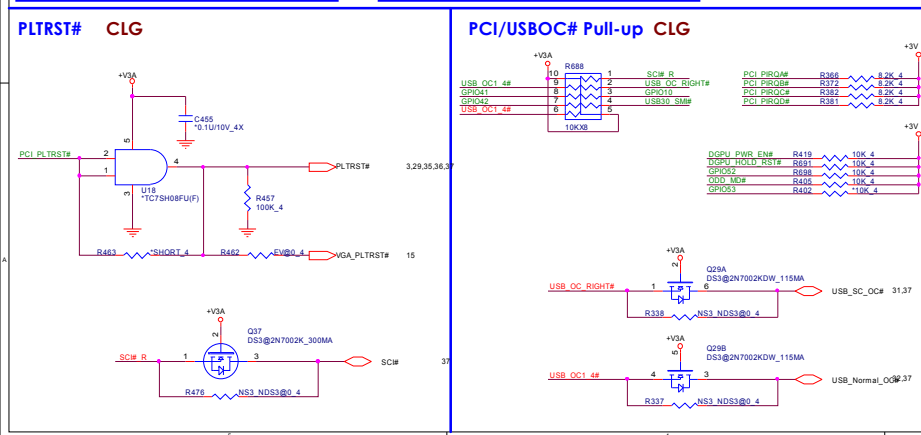 PLTRST# CLG
+V3A
C455
*0.1U/10V_4X
PCI_PLTRST#
2
1
5
4
3
U18
*TC7SH08FU(F)
PLTRST# 3,29,35,36,37
R457
100K_4
R463 *SHORT_4
R462 EV@0_4
VGA_PLTRST# 15
+V3A
Q37
DS3@2N7002K_300MA
2
SCI#_R 1 3 SCI# 37
R476 NS3_NDS3@0_4
A
PCI/USBOC# Pull-up CLG
+V3A
R688
10 1 SCI#_R
USB_OC1_4# 9 2 USB_OC_RIGHT#
GPIO41 8 3 GPIO10
GPIO42 7 4 USB30_SMI#
USB_OC1_4# 6 5
10KX8
+3V
PCI_PIRQA# R366 8.2K_4
PCI_PIRQB# R372 8.2K_4
PCI_PIRQC# R382 8.2K_4
PCI_PIRQD# R381 8.2K_4
+3V
DGPU_PWR_EN# R419 10K_4
DGPU_HOLD_RST# R691 10K_4
GPIO52 R698 10K_4
ODD_MD# R405 10K_4
GPIO53 R402 *10K_4
+V3A
Q29A
DS3@2N7002KDW_115MA
2
USB_OC_RIGHT# 1 6 USB_SC_OC# 31,37
R338 NS3_NDS3@0_4
+V3A
Q29B
DS3@2N7002KDW_115MA
5
USB_OC1_4# 4 3 USB_Normal_OC# 32,37
R337 NS3_NDS3@0_4